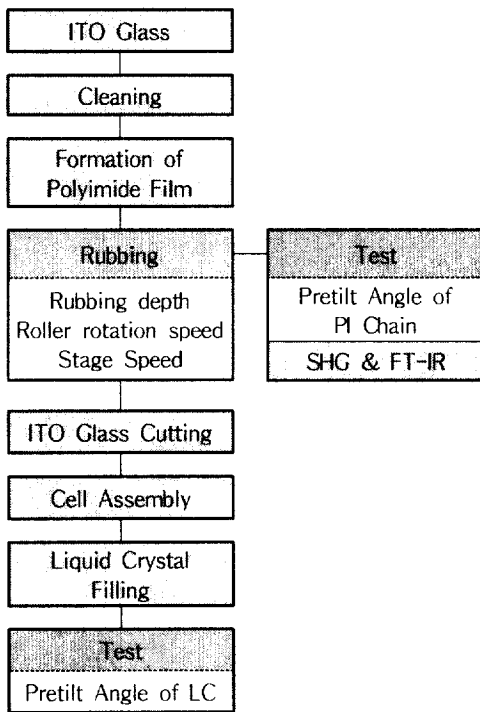 ITO Glass
Cleaning
Formation of
Polyimide Film
Rubbing
Rubbing depth
Roller rotation speed
Stage Speed
Test
Pretilt Angle of
PI Chain
SHG & FT-IR
ITO Glass Cutting
Cell Assembly
Liquid Crystal
Filling
Test
Pretilt Angle of LC